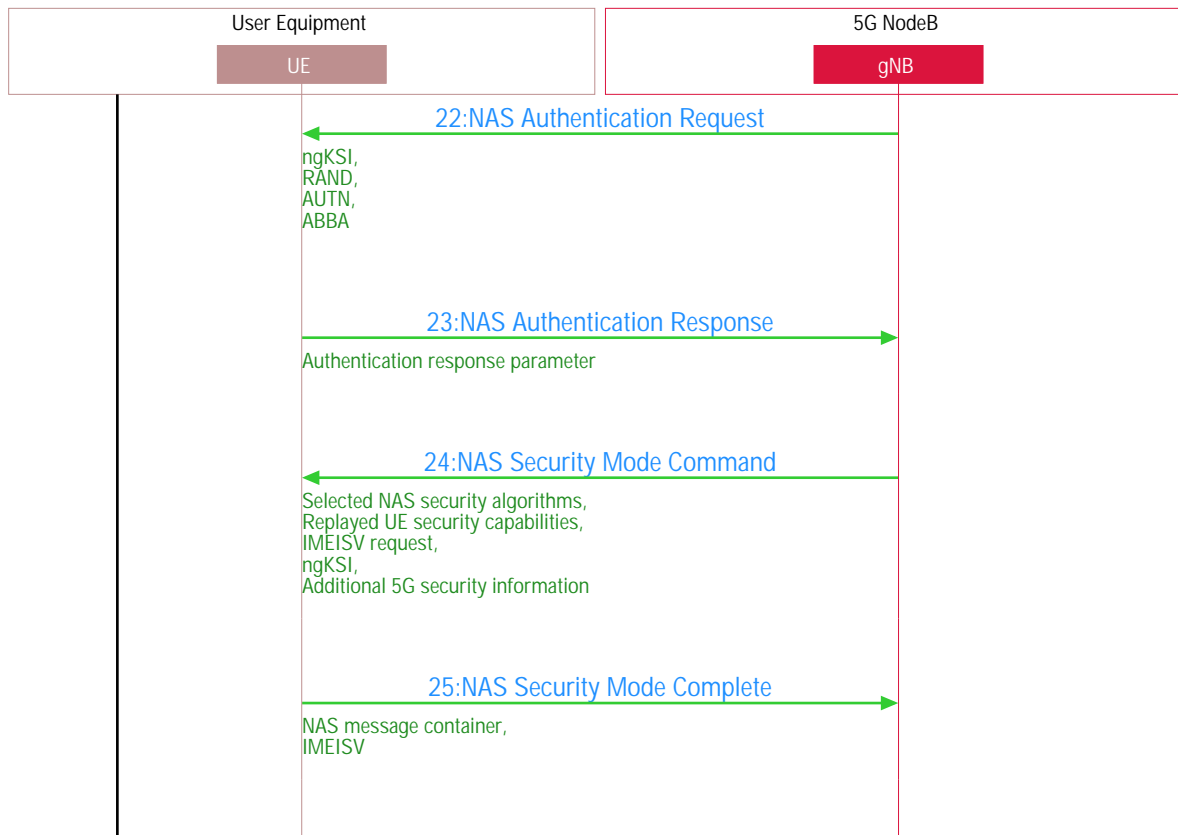 User Equipment
5G NodeB
UE
gNB
22:NAS Authentication Request
ngKSI,
RAND,
AUTN,
ABBA
23:NAS Authentication Response
Authentication response parameter
24:NAS Security Mode Command
Selected NAS security algorithms,
Replayed UE security capabilities,
IMEISV request,
ngKSI,
Additional 5G security information
25:NAS Security Mode Complete
NAS message container,
IMEISV